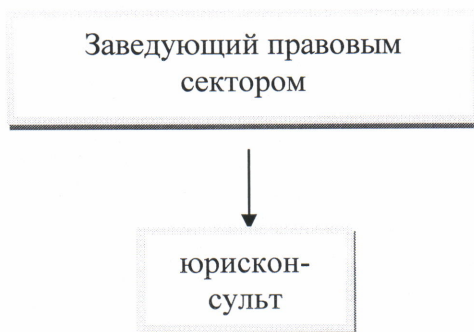 Заведующий правовым
сектором
юрискон-
сульт